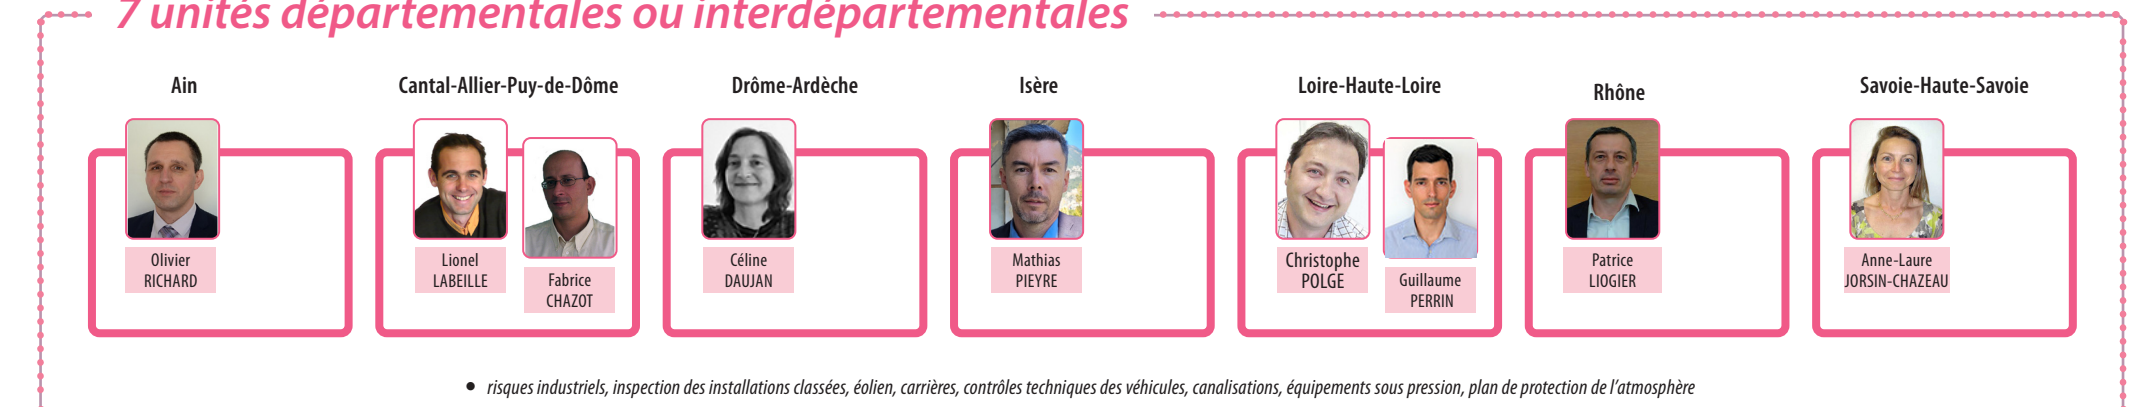 7 unités départementales ou interdépartementales
Ain
Cantal-Allier-Puy-de-Dôme
Drôme-Ardèche
Isère
Loire-Haute-Loire
Rhône
Savoie-Haute-Savoie
Olivier
RICHARD
Lionel
LABEILLE
Fabrice
CHAZOT
Céline
DAUJAN
Mathias
PIEYRE
Christophe
POLGE
Guillaume
PERRIN
Patrice
LIOGIER
Anne-Laure
JORSIN-CHAZEAU
• risques industriels, inspection des installations classées, éolien, carrières, contrôles techniques des véhicules, canalisations, équipements sous pression, plan de protection de l'atmosphère